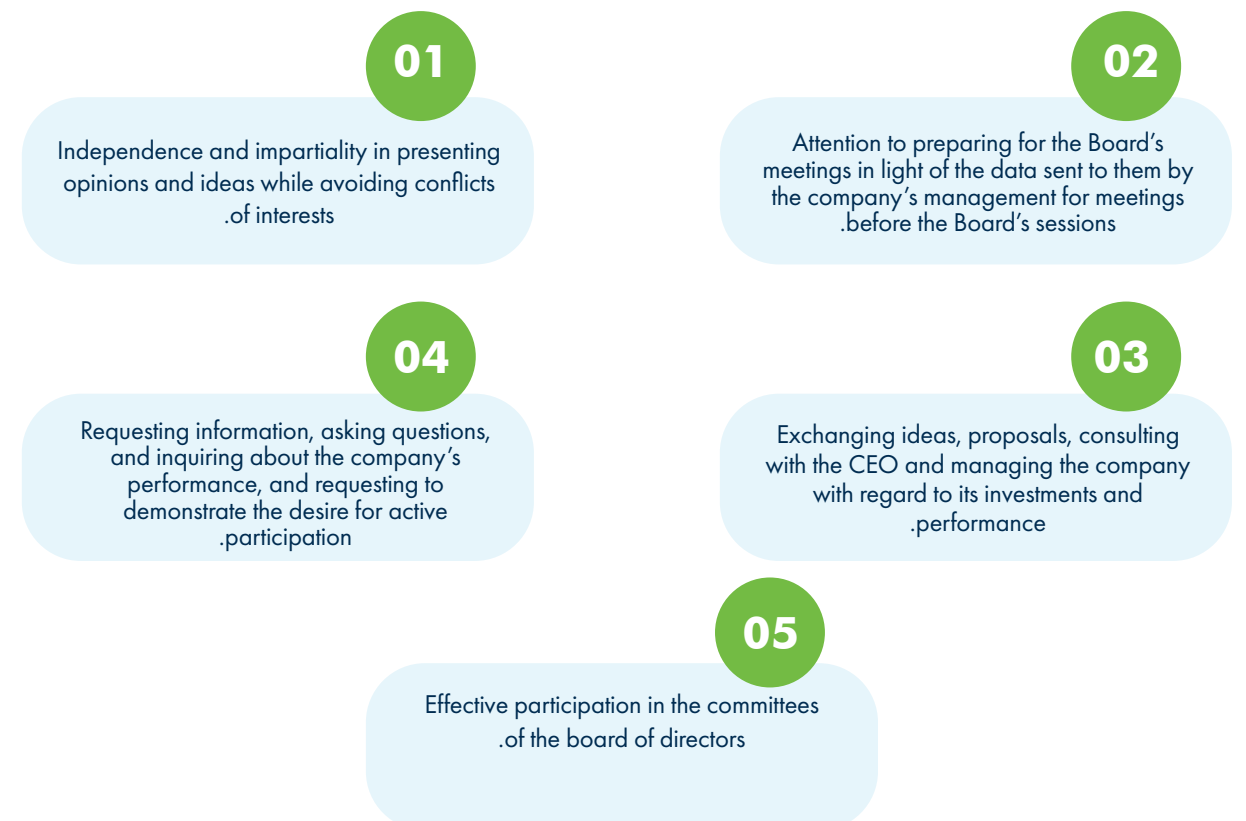 01
Independence and impartiality in presenting
opinions and ideas while avoiding conflicts
.of interests
02
Attention to preparing for the Board’s
meetings in light of the data sent to them by
the company’s management for meetings
.before the Board’s sessions
03
Exchanging ideas, proposals, consulting
with the CEO and managing the company
with regard to its investments and
.performance
04
Requesting information, asking questions,
and inquiring about the company’s
performance, and requesting to
demonstrate the desire for active
.participation
05
Effective participation in the committees
.of the board of directors